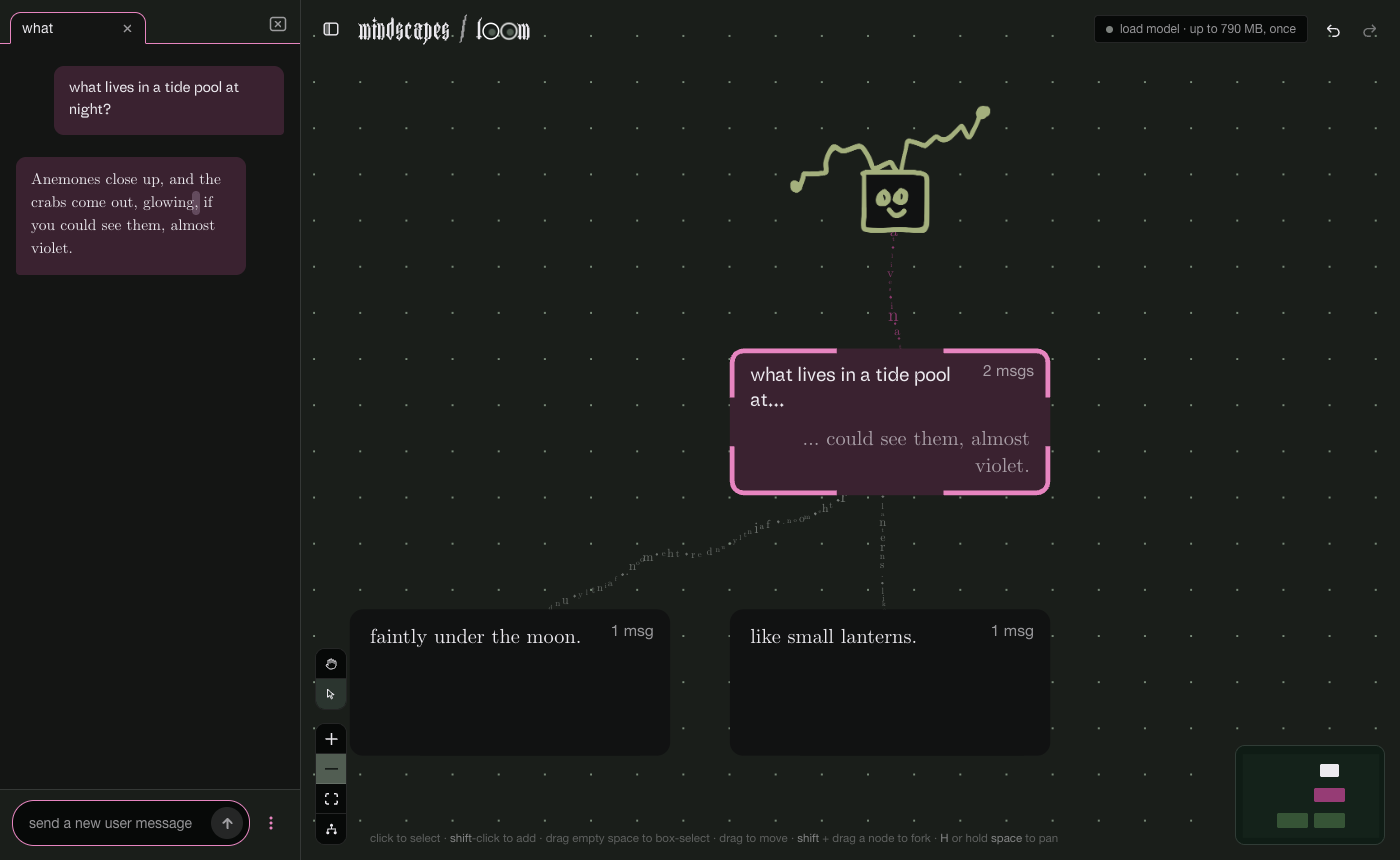 what
mindscapes / loom
load model · up to 790 MB, once
what lives in a tide pool at
night?
Anemones close up, and the
crabs come out, glowing, if
you could see them, almost
violet.
what lives in a tide pool
at...
2 msgs
... could see them, almost
violet.
faintly under the moon.
1 msg
like small lanterns.
1 msg
send a new user message
click to select · shift-click to add · drag empty space to box-select · drag to move · shift + drag a node to fork · H or hold space to pan